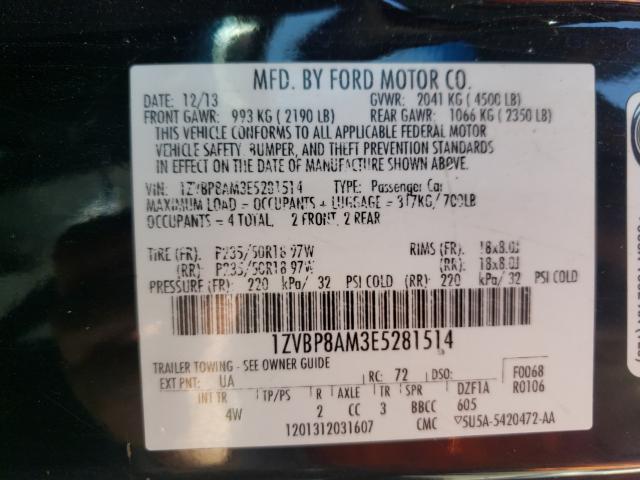 MFD. BY FORD MOTOR CO.
DATE: 12/13 GVWR: 2041 KG ( 4500 LB)
FRONT GAWR: 993 KG ( 2190 LB) REAR GAWR: 1066 KG ( 2350 LB)
THIS VEHICLE CONFORMS TO ALL APPLICABLE FEDERAL MOTOR
VEHICLE SAFETY, BUMPER, AND THEFT PREVENTION STANDARDS
IN EFFECT ON THE DATE OF MANUFACTURE SHOWN ABOVE.
VIN: 1ZVBP8AM3E5281514 TYPE: Passenger Car
MAXIMUM LOAD = OCCUPANTS + LUGGAGE = 317KG/ 700LB
OCCUPANTS = 4 TOTAL, 2 FRONT, 2 REAR
TIRE (FR): P235/50R18 97W RIMS (FR): 18x8.0J
(RR): P235/50R18 97W (RR): 18x8.0J
PRESSURE (FR): 220 kPa/ 32 PSI COLD (RR): 220 kPa/ 32 PSI COLD
1ZVBP8AM3E5281514
TRAILER TOWING - SEE OWNER GUIDE
EXT PNT: UA RC: 72 DSO: F0068
INT TR TP/PS R AXLE TR SPR DZF1A R0106
4W 2 CC 3 BBCC 605
1201312031607 CMC 5U5A-5420472-AA